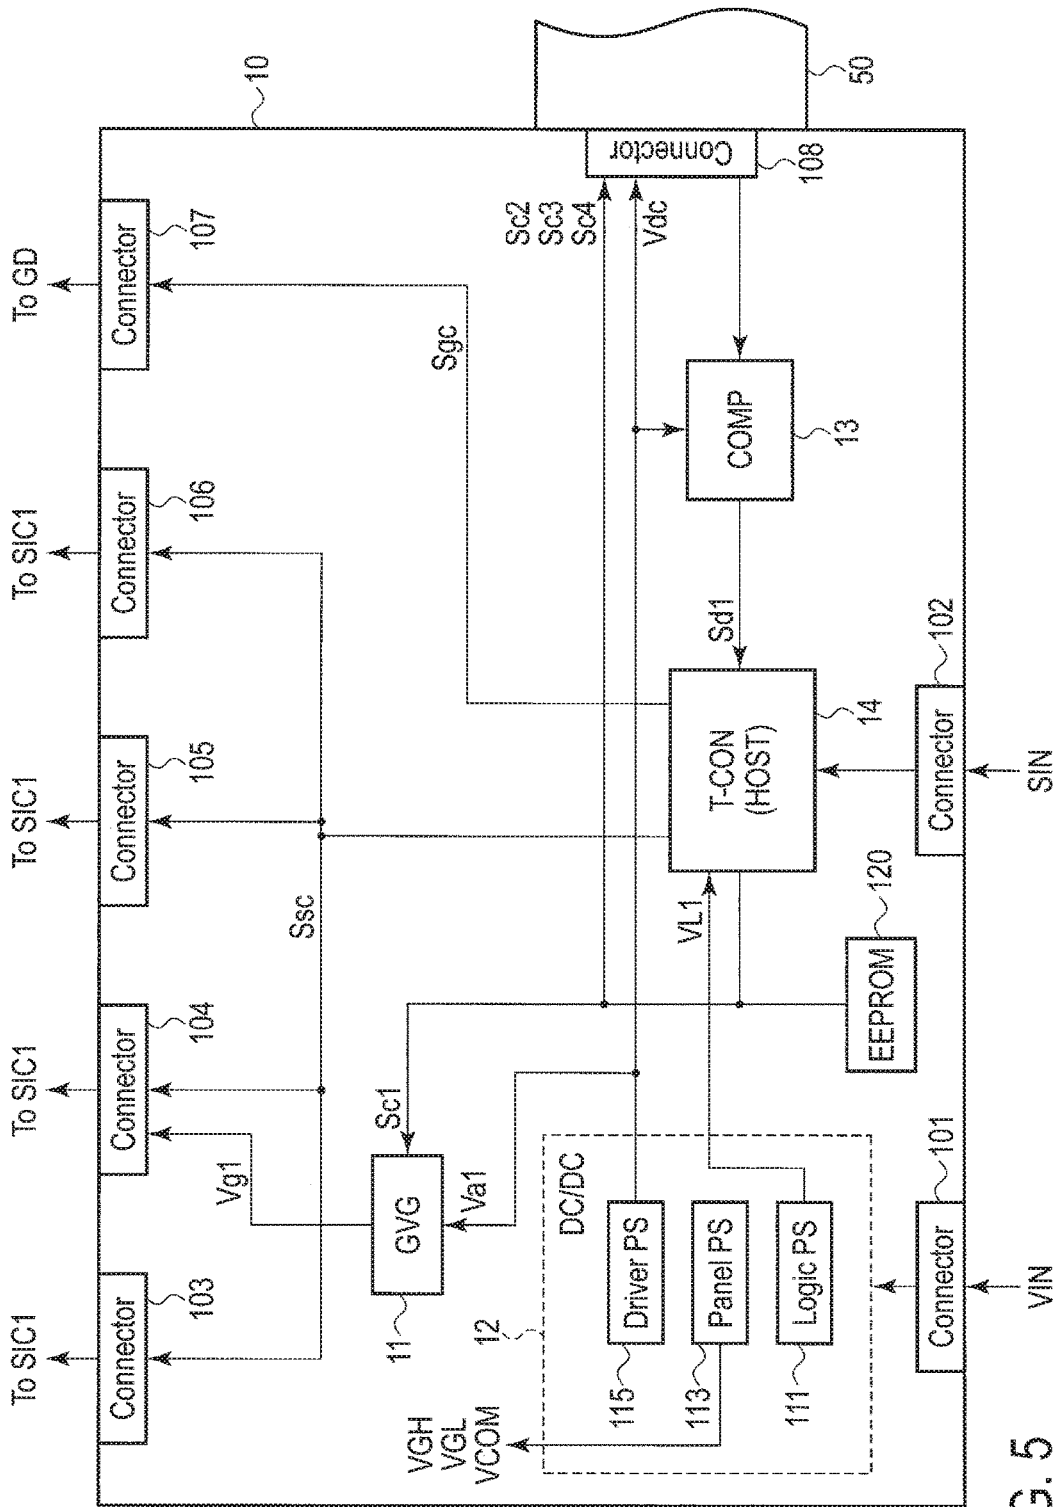 To SIC1
To SIC1
To SIC1
To SIC1
To GD
10
Connector
103
Connector
104
Connector
105
Connector
106
Connector
107
Vg1
Ssc
Sgc
GVG
11
Sc1
Va1
Sc2
Sc3
Sc4
Vdc
Connector
108
50
VGH
VGL
VCOM
12
DC/DC
Driver PS
115
Panel PS
113
Logic PS
111
VL1
T-CON
(HOST)
14
Sd1
COMP
13
EEPROM
120
Connector
101
Connector
102
VIN
SIN
G. 5